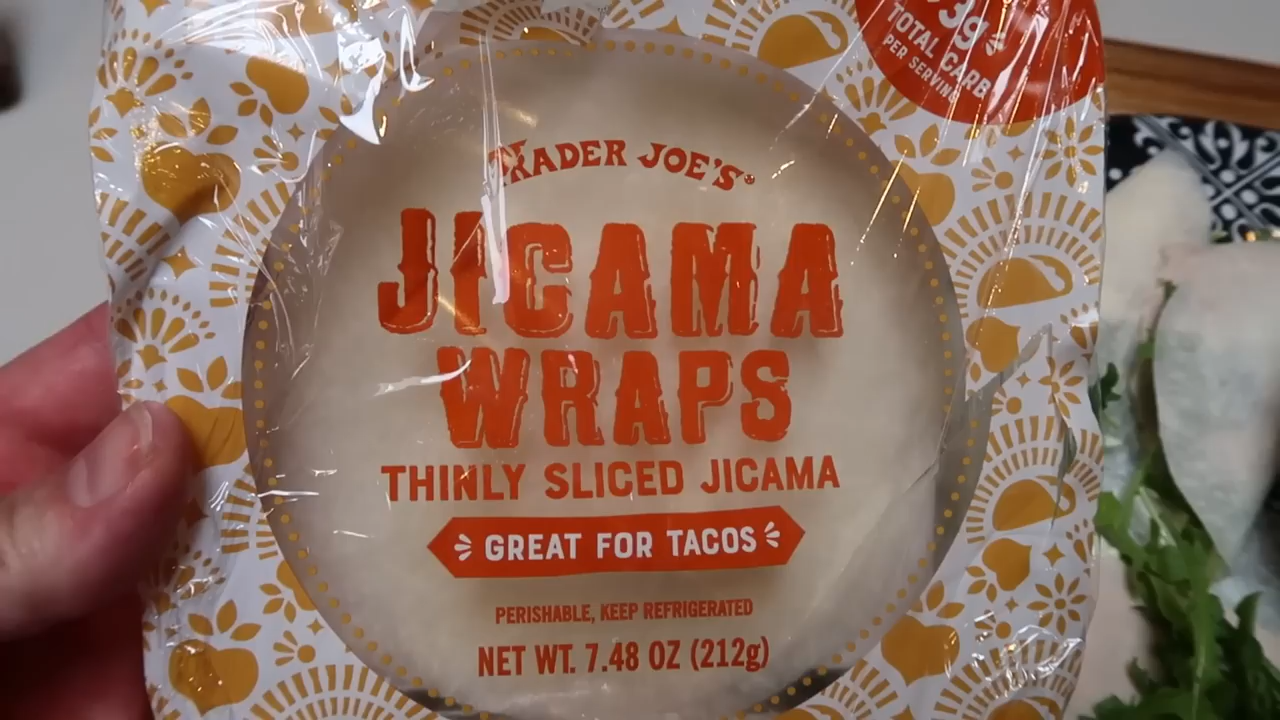 TOTAL CARB
PER SERVING
TRADER JOE'S
JICAMA
WRAPS
THINLY SLICED JICAMA
GREAT FOR TACOS
PERISHABLE, KEEP REFRIGERATED
NET WT. 7.48 OZ (212g)